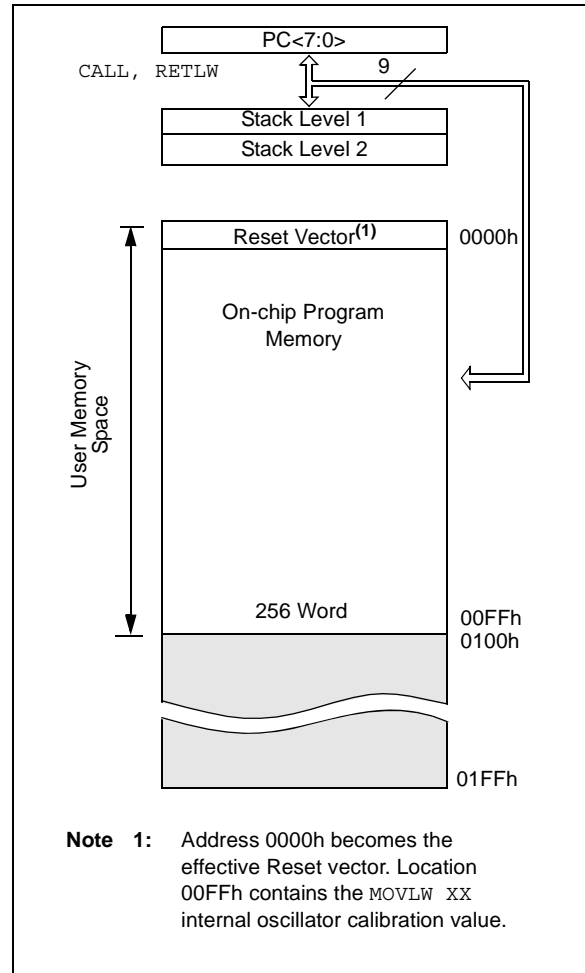 PC<7:0>
CALL, RETLW
9
Stack Level 1
Stack Level 2
Reset Vector(1)
0000h
On-chip Program
Memory
User Memory
Space
256 Word
00FFh
0100h
01FFh
Note 1: Address 0000h becomes the
effective Reset vector. Location
00FFh contains the MOVLW XX
internal oscillator calibration value.